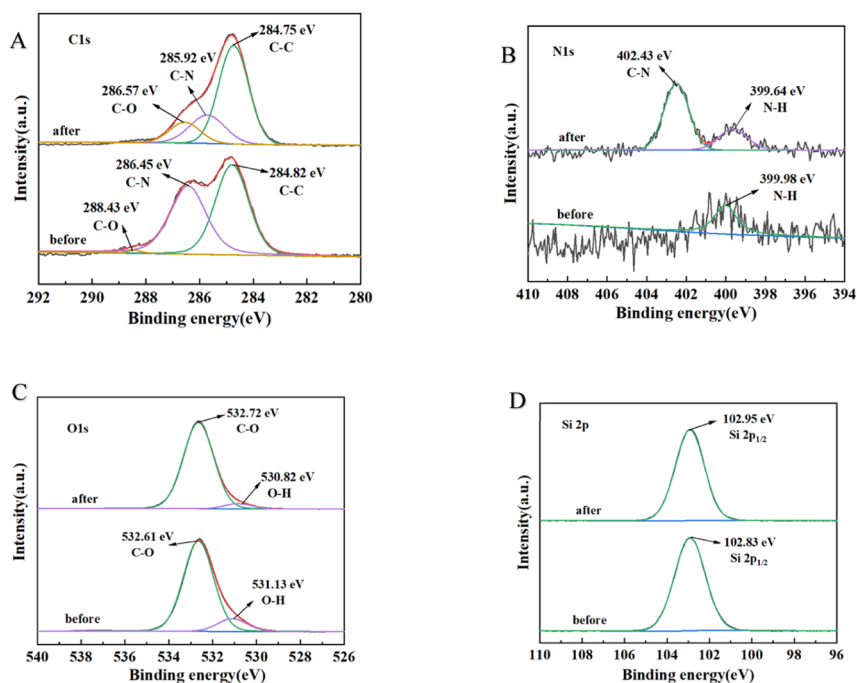 A
C1s
284.75 eV
C-C
285.92 eV
C-N
286.57 eV
C-O
after
286.45 eV
C-N
284.82 eV
C-C
288.43 eV
C-O
before
Intensity(a.u.)
292 290 288 286 284 282 280
Binding energy(eV)
B
N1s
402.43 eV
C-N
399.64 eV
N-H
after
399.98 eV
N-H
before
Intensity(a.u.)
410 408 406 404 402 400 398 396 394
Binding energy(eV)
C
O1s
532.72 eV
C-O
530.82 eV
O-H
after
532.61 eV
C-O
531.13 eV
O-H
before
Intensity(a.u.)
540 538 536 534 532 530 528 526
Binding energy(eV)
D
Si 2p
102.95 eV
Si 2p1/2
after
102.83 eV
Si 2p1/2
before
Intensity(a.u.)
110 108 106 104 102 100 98 96
Binding energy(eV)